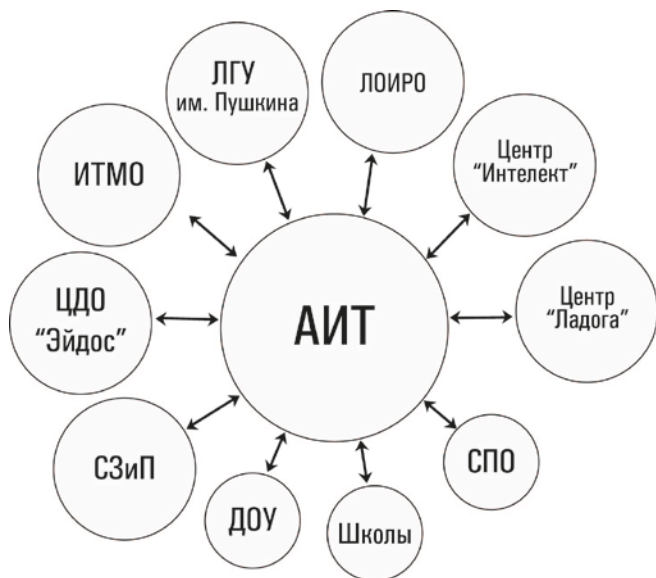 ЛГУ
им. Пушкина
ЛОИРО
ИТМО
Центр
“Интелект”
ЦДО
“Эйдос”
АИТ
Центр
“Ладога”
СЗиП
СПО
ДОУ
Школы